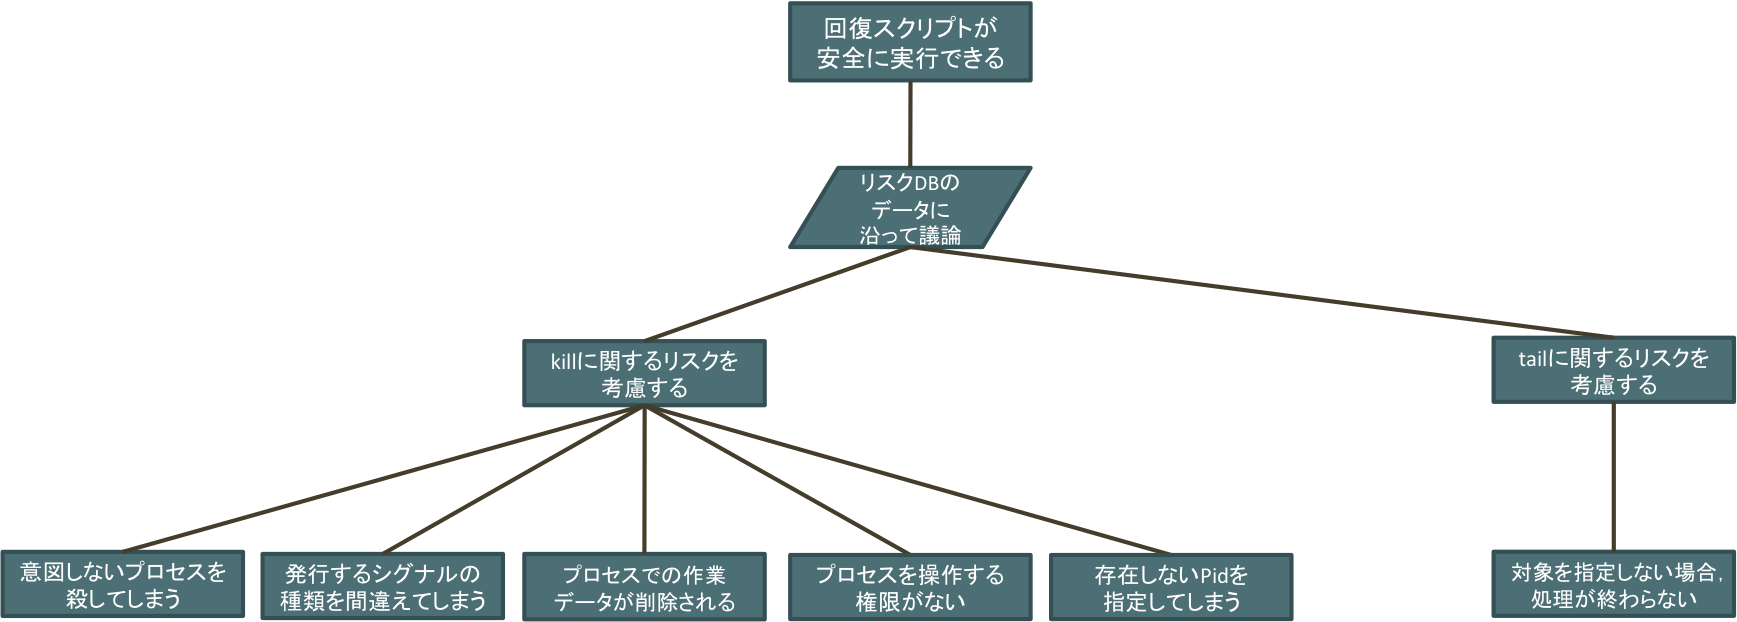 回復スクリプトが
安全に実行できる
リスクDBの
データに
沿って議論
killに関するリスクを
考慮する
tailに関するリスクを
考慮する
意図しないプロセスを
殺してしまう
発行するシグナルの
種類を間違えてしまう
プロセスでの作業
データが削除される
プロセスを操作する
権限がない
存在しないPidを
指定してしまう
対象を指定しない場合,
処理が終わらない